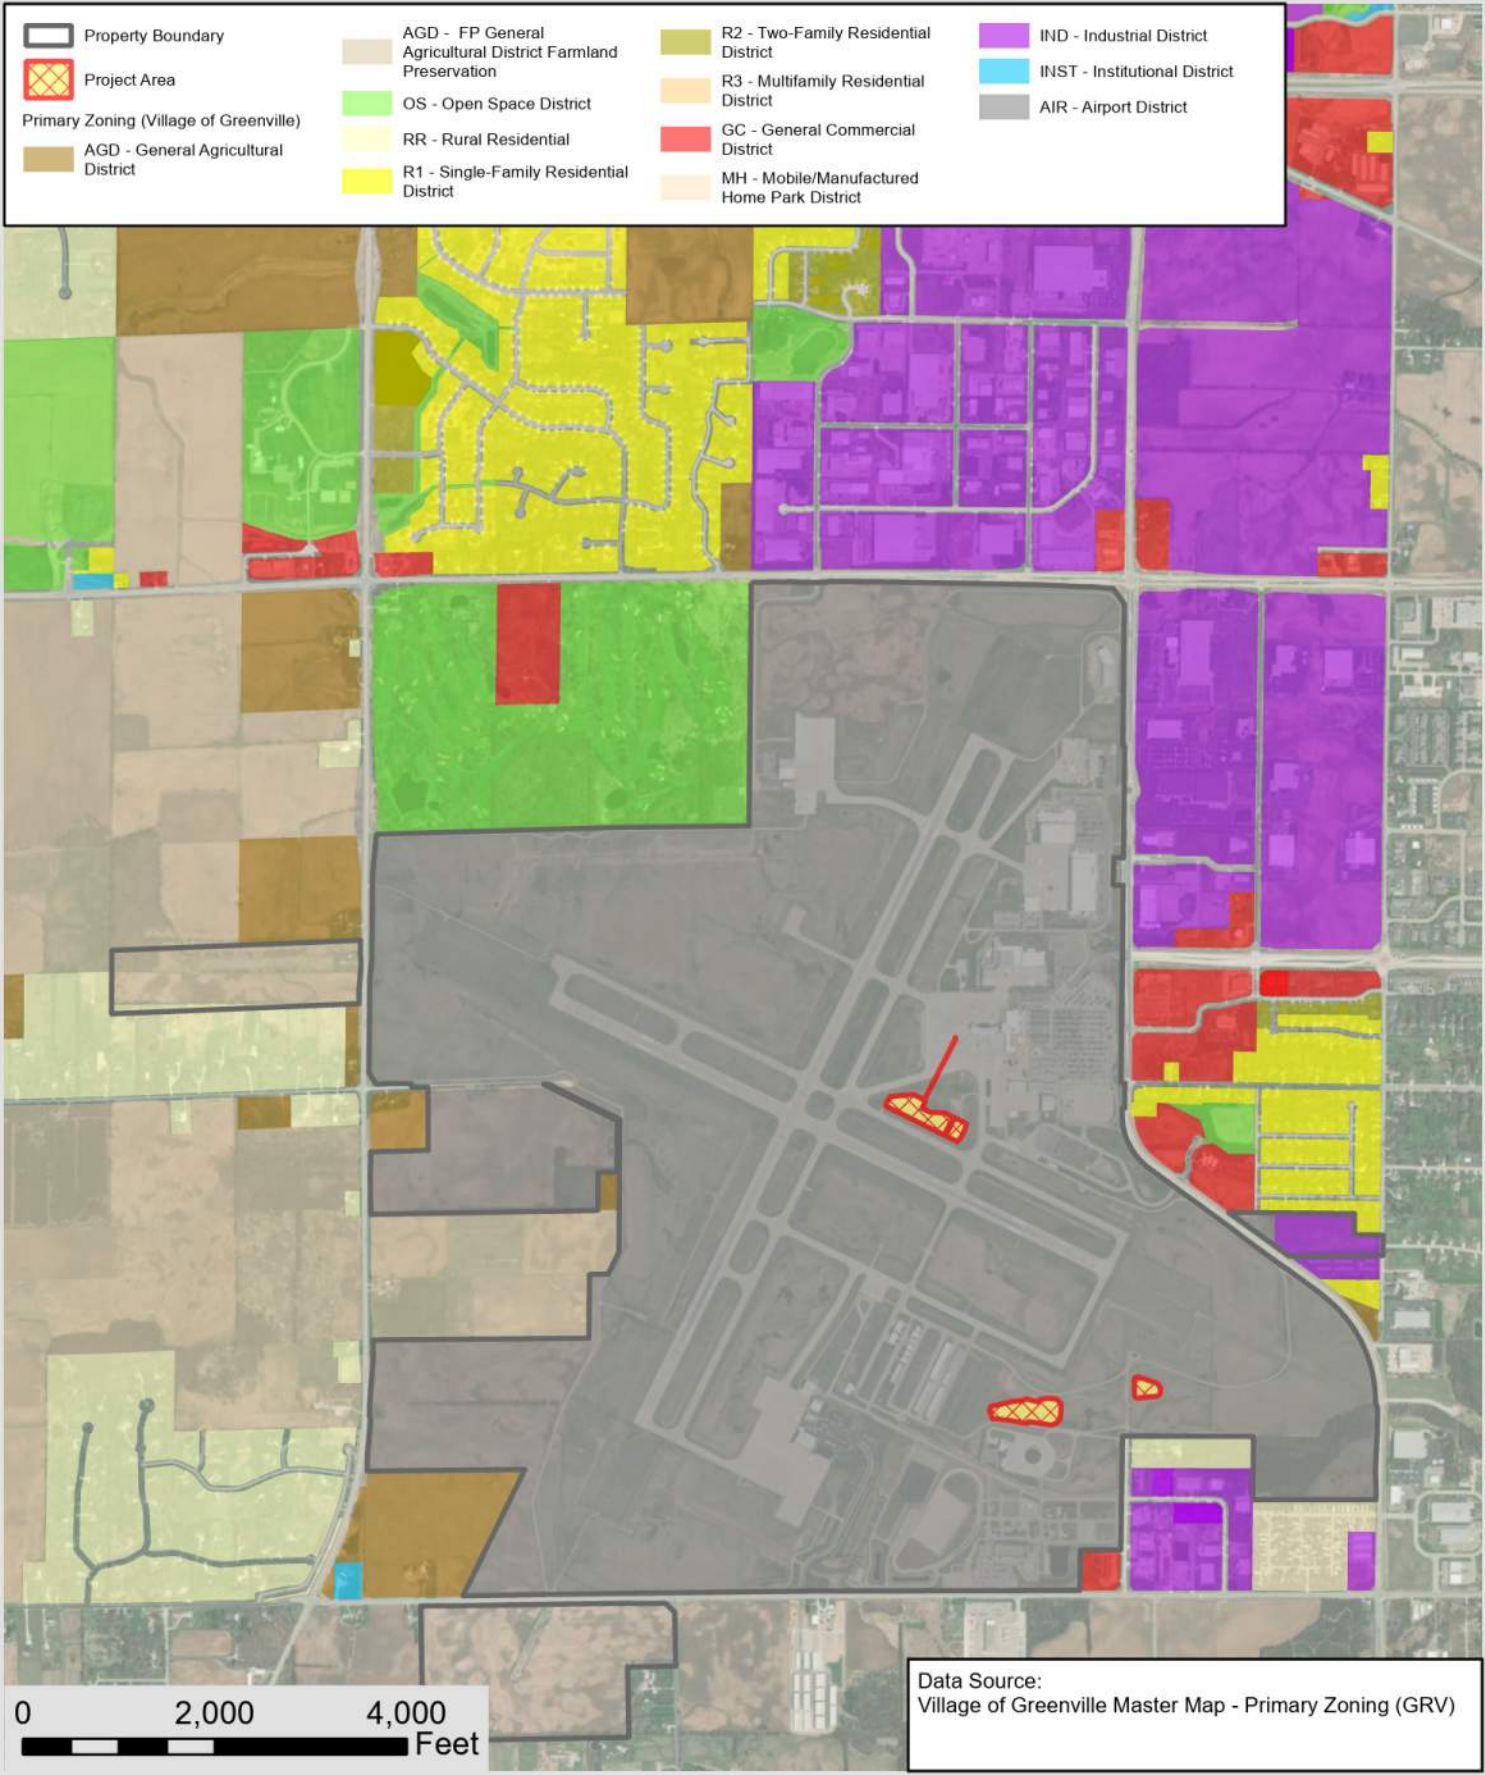 Property Boundary
Project Area
Primary Zoning (Village of Greenville)
AGD - General Agricultural
District
AGD - FP General
Agricultural District Farmland
Preservation
OS - Open Space District
RR - Rural Residential
R1 - Single-Family Residential
District
R2 - Two-Family Residential
District
R3 - Multifamily Residential
District
GC - General Commercial
District
MH - Mobile/Manufactured
Home Park District
IND - Industrial District
INST - Institutional District
AIR - Airport District
0 2,000 4,000
Feet
Data Source:
Village of Greenville Master Map - Primary Zoning (GRV)